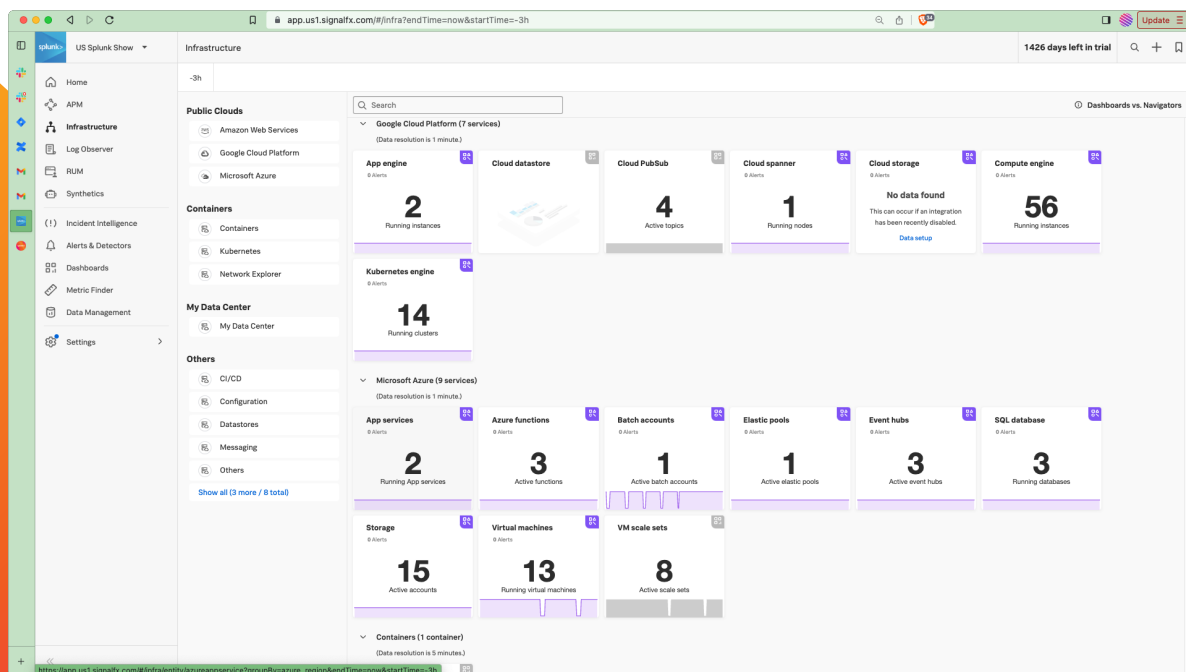 app.us1.signalfx.com/#/infra?endTime=now&startTime=-3h
Update
splunk>
US Splunk Show
Infrastructure
1426 days left in trial
Home
APM
Infrastructure
Log Observer
RUM
Synthetics
Incident Intelligence
Alerts & Detectors
Dashboards
Metric Finder
Data Management
Settings
-3h
Public Clouds
Amazon Web Services
Google Cloud Platform
Microsoft Azure
Containers
Containers
Kubernetes
Network Explorer
My Data Center
My Data Center
Others
CI/CD
Configuration
Datastores
Messaging
Others
Show all (3 more / 8 total)
Search
Dashboards vs. Navigators
Google Cloud Platform (7 services)
(Data resolution is 1 minute.)
App engine
0 Alerts
2
Running instances
Cloud datastore
Cloud PubSub
4
Active topics
Cloud spanner
0 Alerts
1
Running nodes
Cloud storage
0 Alerts
No data found
This can occur if an integration
has been recently disabled.
Data setup
Compute engine
0 Alerts
56
Running instances
Kubernetes engine
0 Alerts
14
Running clusters
Microsoft Azure (9 services)
(Data resolution is 1 minute.)
App services
0 Alerts
2
Running App services
Azure functions
0 Alerts
3
Active functions
Batch accounts
0 Alerts
1
Active batch accounts
Elastic pools
0 Alerts
1
Active elastic pools
Event hubs
0 Alerts
3
Active event hubs
SQL database
0 Alerts
3
Running databases
Storage
0 Alerts
15
Active accounts
Virtual machines
0 Alerts
13
Running virtual machines
VM scale sets
8
Active scale sets
Containers (1 container)
(Data resolution is 5 minutes.)
https://app.us1.signalfx.com/#/infra/entity/azureappservice?groupBy=azure_region&endTime=now&startTime=-3h